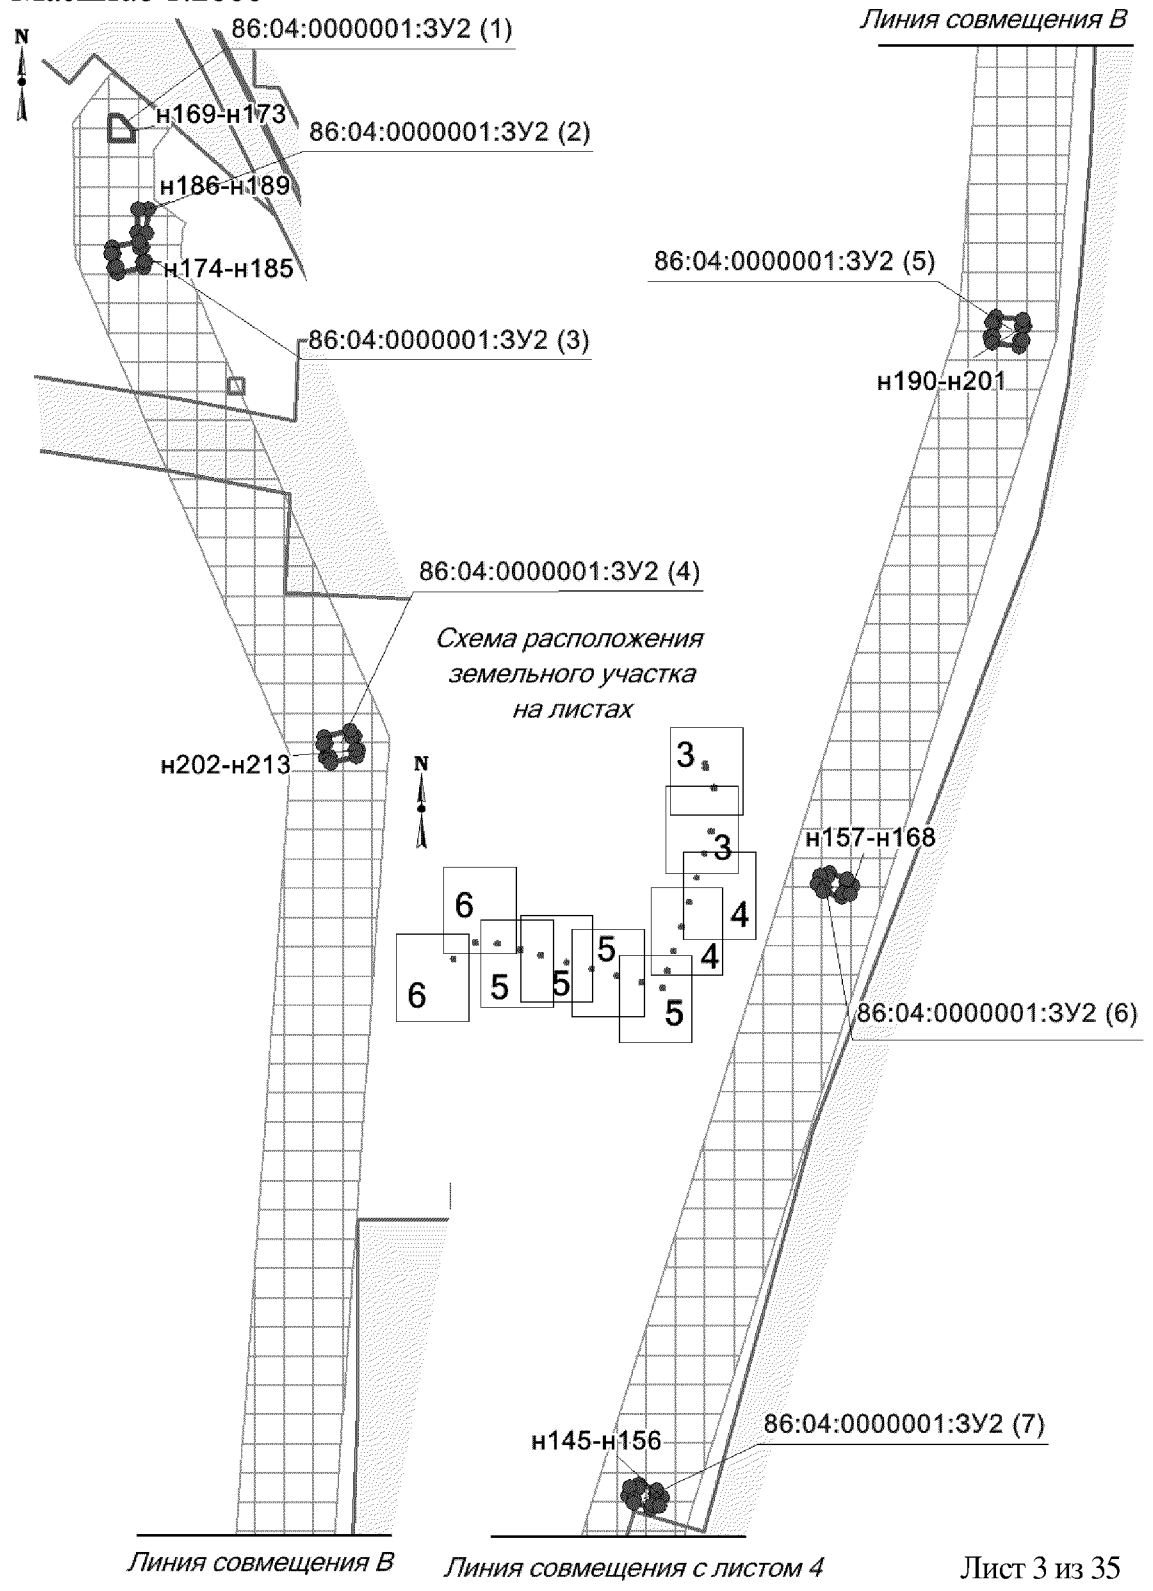 Линия совмещения В
N
86:04:0000001:ЗУ2 (1)
н169-н173
86:04:0000001:ЗУ2 (2)
н186-н189
н174-н185
86:04:0000001:ЗУ2 (3)
86:04:0000001:ЗУ2 (5)
н190-н201
86:04:0000001:ЗУ2 (4)
Схема расположения
земельного участка
на листах
н202-н213
N
3
3
4
4
5
5
5
5
6
6
н157-н168
86:04:0000001:ЗУ2 (6)
86:04:0000001:ЗУ2 (7)
н145-н156
Линия совмещения В
Линия совмещения с листом 4
Лист 3 из 35